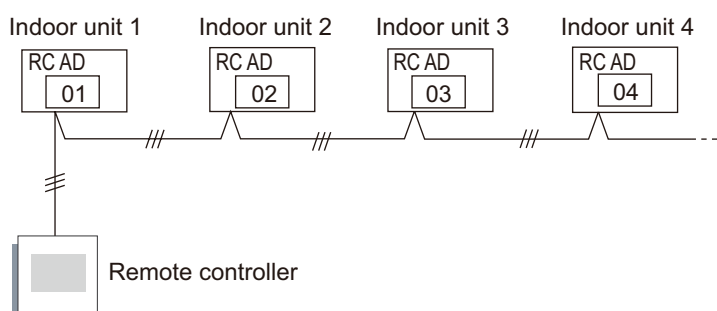 Indoor unit 1 Indoor unit 2 Indoor unit 3 Indoor unit 4
RC AD RC AD RC AD RC AD
01 02 03 04
Remote controller